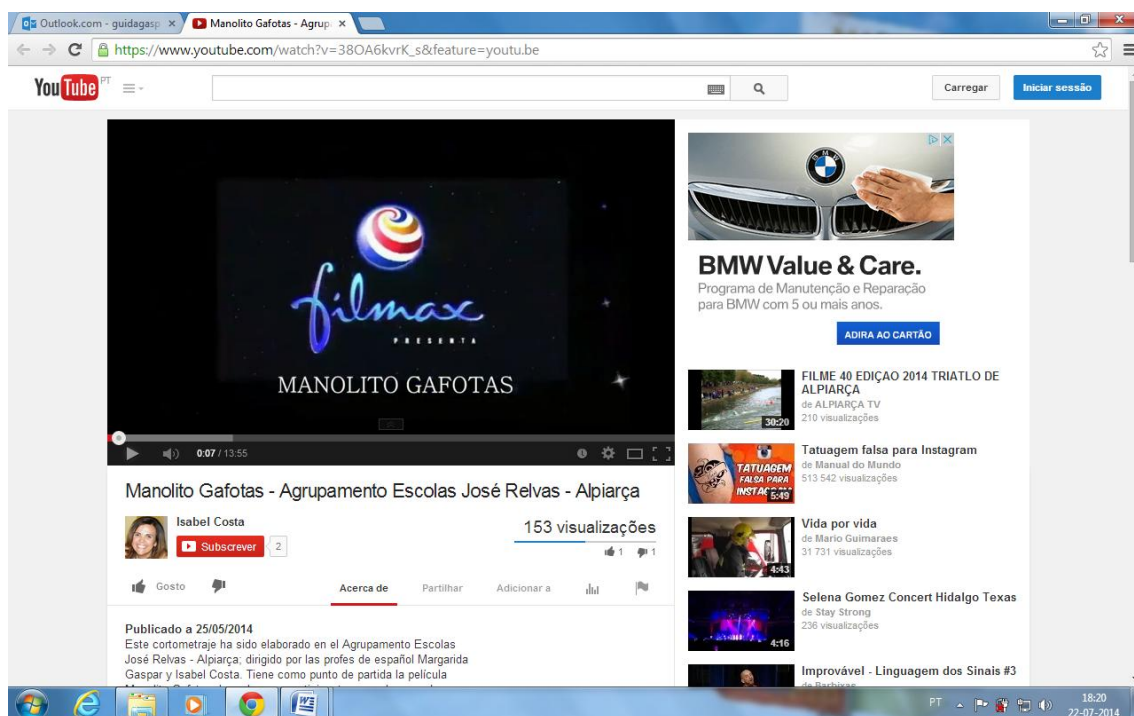 Outlook.com - guidagasp
Manolito Gafotas - Agrup
https://www.youtube.com/watch?v=38OA6kvrK_s&feature=youtu.be
YouTube PT
Carregar
Iniciar sessão
filmax
PRESENTA
MANOLITO GAFOTAS
0:07 / 13:55
Manolito Gafotas - Agrupamento Escolas José Relvas - Alpiarça
Isabel Costa
Subscrever 2
153 visualizações
1 1
Gosto
Acerca de Partilhar Adicionar a
Publicado a 25/05/2014
Este cortometraje ha sido elaborado en el Agrupamento Escolas
José Relvas - Alpiarça; dirigido por las profes de español Margarida
Gaspar y Isabel Costa. Tiene como punto de partida la película
BMW Value & Care.
Programa de Manutenção e Reparação
para BMW com 5 ou mais anos.
ADIRA AO CARTÃO
FILME 40 EDIÇAO 2014 TRIATLO DE
ALPIARÇA
de ALPIARÇA TV
210 visualizações
30:20
Tatuagem falsa para Instagram
de Manual do Mundo
513 542 visualizações
TATUAGEM
FALSA PARA
5:49
Vida por vida
de Mario Guimaraes
31 731 visualizações
4:43
Selena Gomez Concert Hidalgo Texas
de Stay Strong
236 visualizações
4:16
Improvável - Linguagem dos Sinais #3
de Barbixas
PT
18:20
22-07-2014